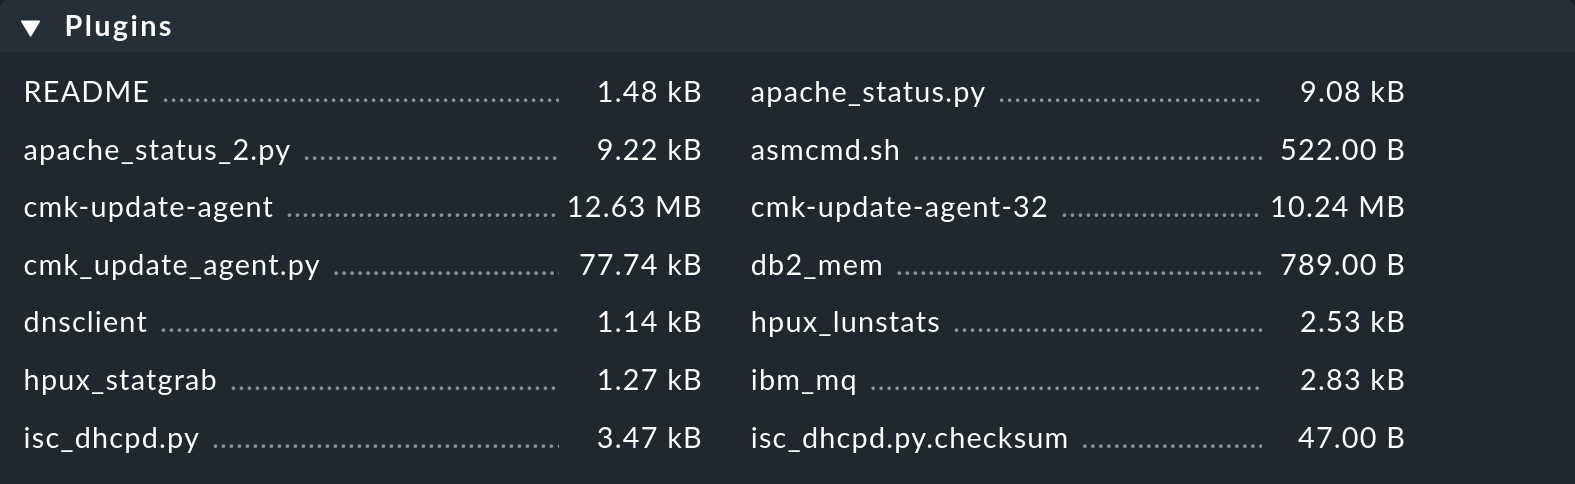 Plugins
README 1.48 kB apache_status.py 9.08 kB
apache_status_2.py 9.22 kB asmcmd.sh 522.00 B
cmk-update-agent 12.63 MB cmk-update-agent-32 10.24 MB
cmk_update_agent.py 77.74 kB db2_mem 789.00 B
dnsclient 1.14 kB hpux_lunstats 2.53 kB
hpux_statgrab 1.27 kB ibm_mq 2.83 kB
isc_dhcpd.py 3.47 kB isc_dhcpd.py.checksum 47.00 B